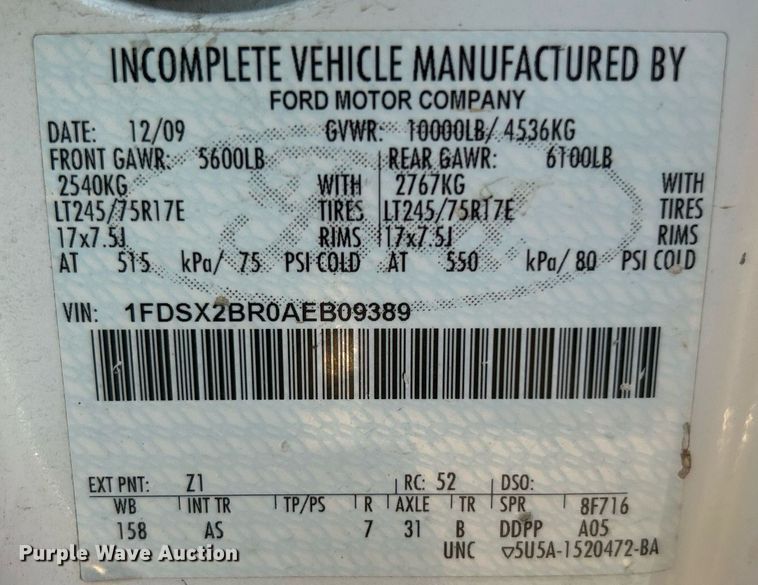 INCOMPLETE VEHICLE MANUFACTURED BY
FORD MOTOR COMPANY
DATE: 12/09 GVWR: 10000LB/ 4536KG
FRONT GAWR: 5600LB REAR GAWR: 6100LB
2540KG WITH 2767KG WITH
LT245/75R17E TIRES LT245/75R17E TIRES
17x7.5J RIMS 17x7.5J RIMS
AT 515 kPa/ 75 PSI COLD AT 550 kPa/ 80 PSI COLD
VIN: 1FDSX2BR0AEB09389
EXT PNT: Z1 RC: 52 DSO:
WB INT TR TP/PS R AXLE TR SPR 8F716
158 AS 7 31 B DDPP A05
UNC ▽5U5A-1520472-BA
Purple Wave Auction